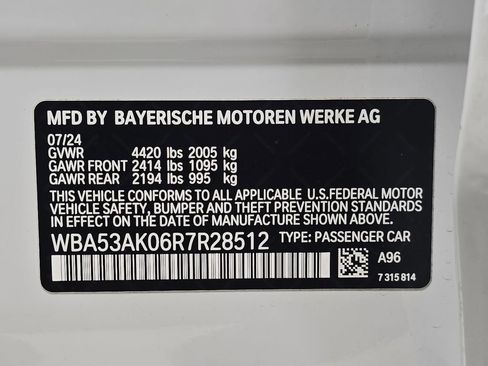 MFD BY BAYERISCHE MOTOREN WERKE AG
07/24
GVWR 4420 lbs 2005 kg
GAWR FRONT 2414 lbs 1095 kg
GAWR REAR 2194 lbs 995 kg
THIS VEHICLE CONFORMS TO ALL APPLICABLE U.S.FEDERAL MOTOR
VEHICLE SAFETY, BUMPER AND THEFT PREVENTION STANDARDS
IN EFFECT ON THE DATE OF MANUFACTURE SHOWN ABOVE.
WBA53AK06R7R28512 TYPE: PASSENGER CAR
A96
7 315 814